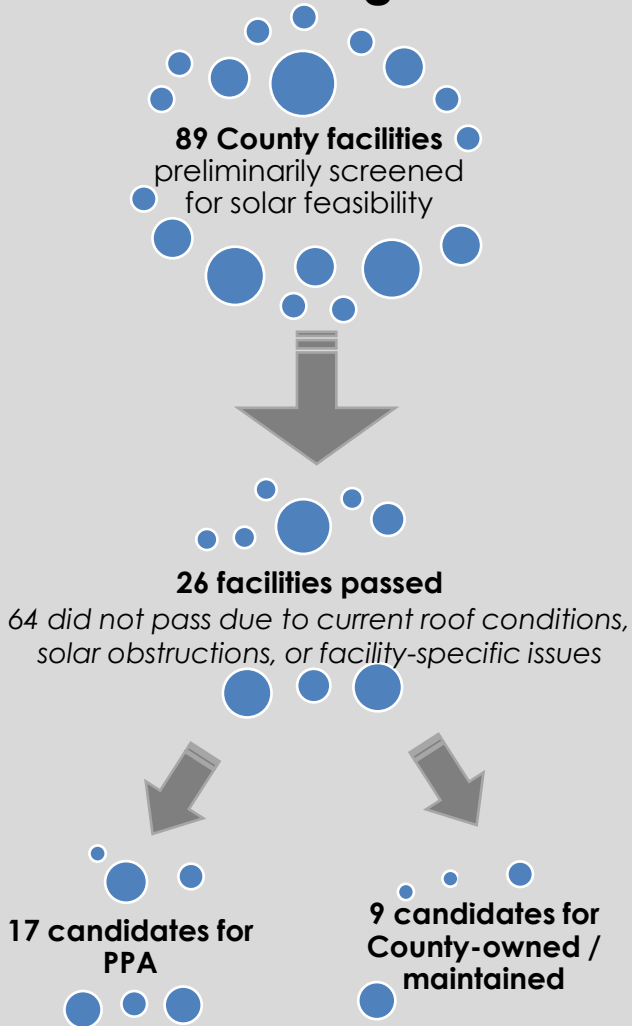 89 County facilities
preliminarily screened
for solar feasibility
26 facilities passed
64 did not pass due to current roof conditions,
solar obstructions, or facility-specific issues
17 candidates for
PPA
9 candidates for
County-owned /
maintained